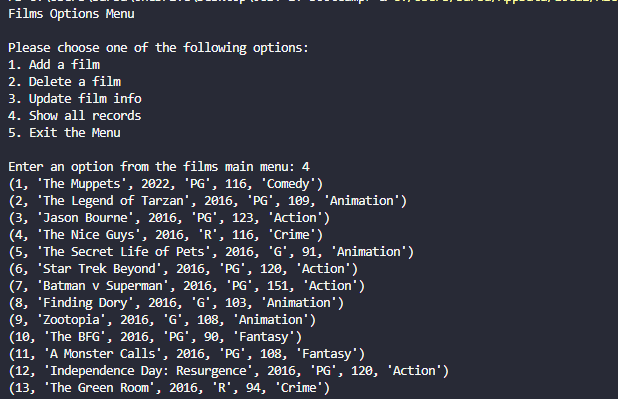 Films Options Menu
Please choose one of the following options:
1. Add a film
2. Delete a film
3. Update film info
4. Show all records
5. Exit the Menu
Enter an option from the films main menu: 4
(1, 'The Muppets', 2022, 'PG', 116, 'Comedy')
(2, 'The Legend of Tarzan', 2016, 'PG', 109, 'Animation')
(3, 'Jason Bourne', 2016, 'PG', 123, 'Action')
(4, 'The Nice Guys', 2016, 'R', 116, 'Crime')
(5, 'The Secret Life of Pets', 2016, 'G', 91, 'Animation')
(6, 'Star Trek Beyond', 2016, 'PG', 120, 'Action')
(7, 'Batman v Superman', 2016, 'PG', 151, 'Action')
(8, 'Finding Dory', 2016, 'G', 103, 'Animation')
(9, 'Zootopia', 2016, 'G', 108, 'Animation')
(10, 'The BFG', 2016, 'PG', 90, 'Fantasy')
(11, 'A Monster Calls', 2016, 'PG', 108, 'Fantasy')
(12, 'Independence Day: Resurgence', 2016, 'PG', 120, 'Action')
(13, 'The Green Room', 2016, 'R', 94, 'Crime')